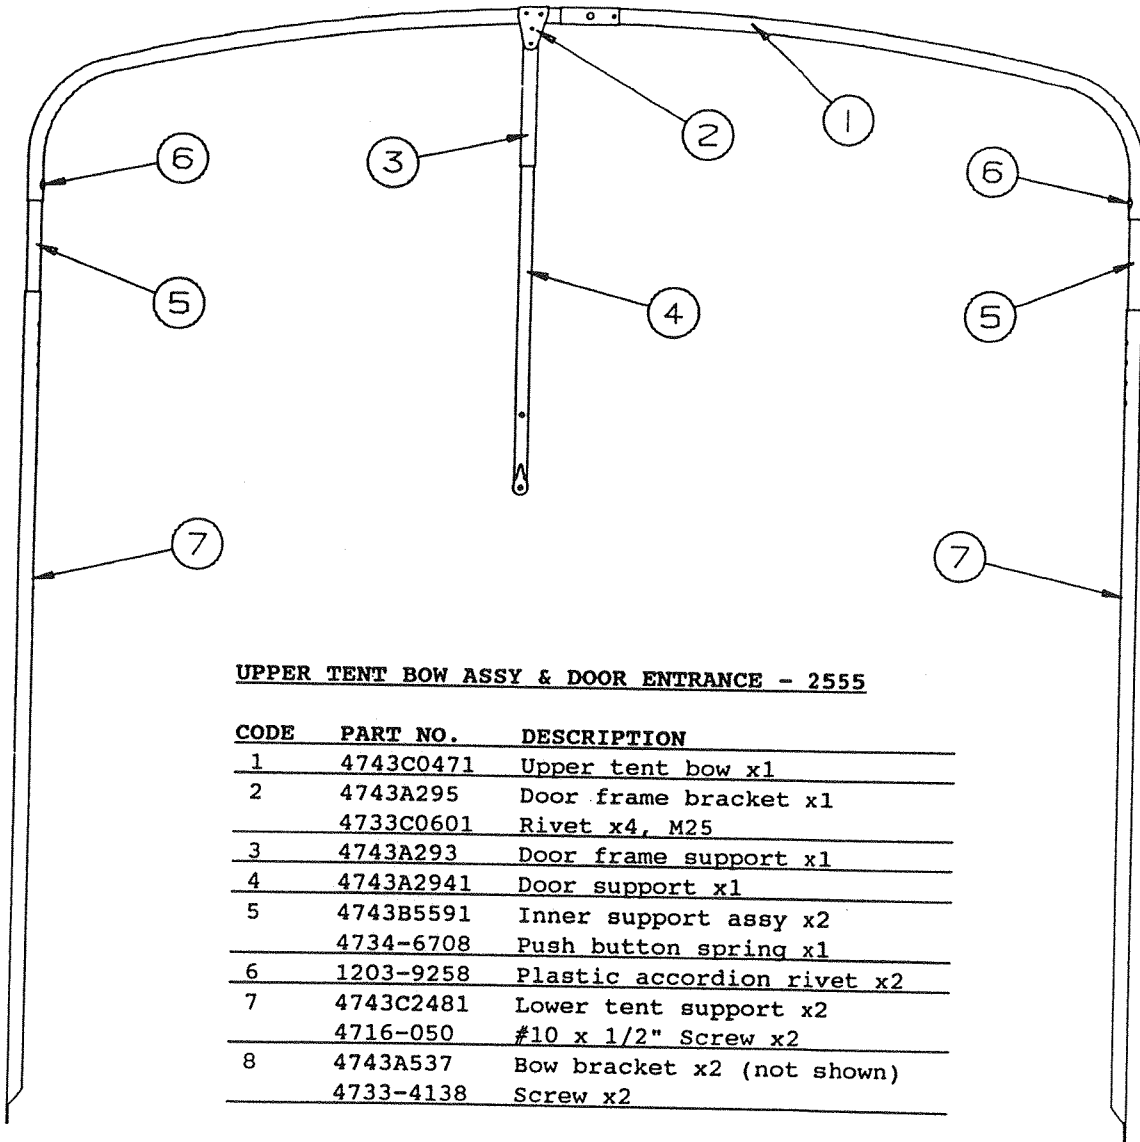 1
2
3
6
6
5
4
5
7
7
UPPER TENT BOW ASSY & DOOR ENTRANCE - 2555
CODE PART NO. DESCRIPTION
1 4743C0471 Upper tent bow x1
2 4743A295 Door frame bracket x1
4733C0601 Rivet x4, M25
3 4743A293 Door frame support x1
4 4743A2941 Door support x1
5 4743B5591 Inner support assy x2
4734-6708 Push button spring x1
6 1203-9258 Plastic accordion rivet x2
7 4743C2481 Lower tent support x2
4716-050 #10 x 1/2" Screw x2
8 4743A537 Bow bracket x2 (not shown)
4733-4138 Screw x2